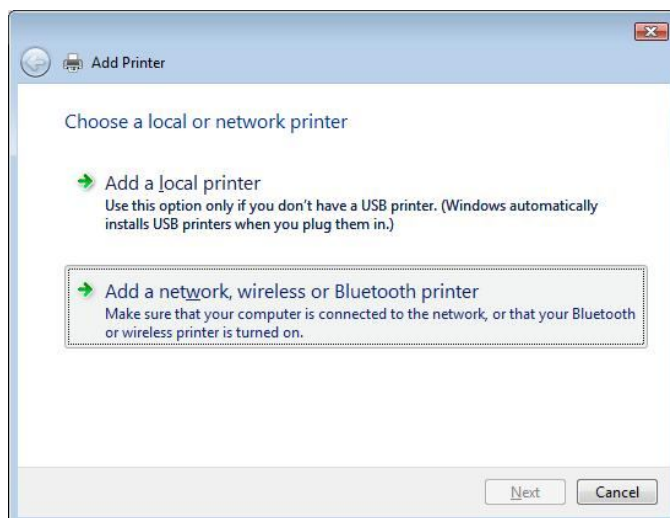 Add Printer
Choose a local or network printer
Add a local printer
Use this option only if you don't have a USB printer. (Windows automatically
installs USB printers when you plug them in.)
Add a network, wireless or Bluetooth printer
Make sure that your computer is connected to the network, or that your Bluetooth
or wireless printer is turned on.
Next
Cancel